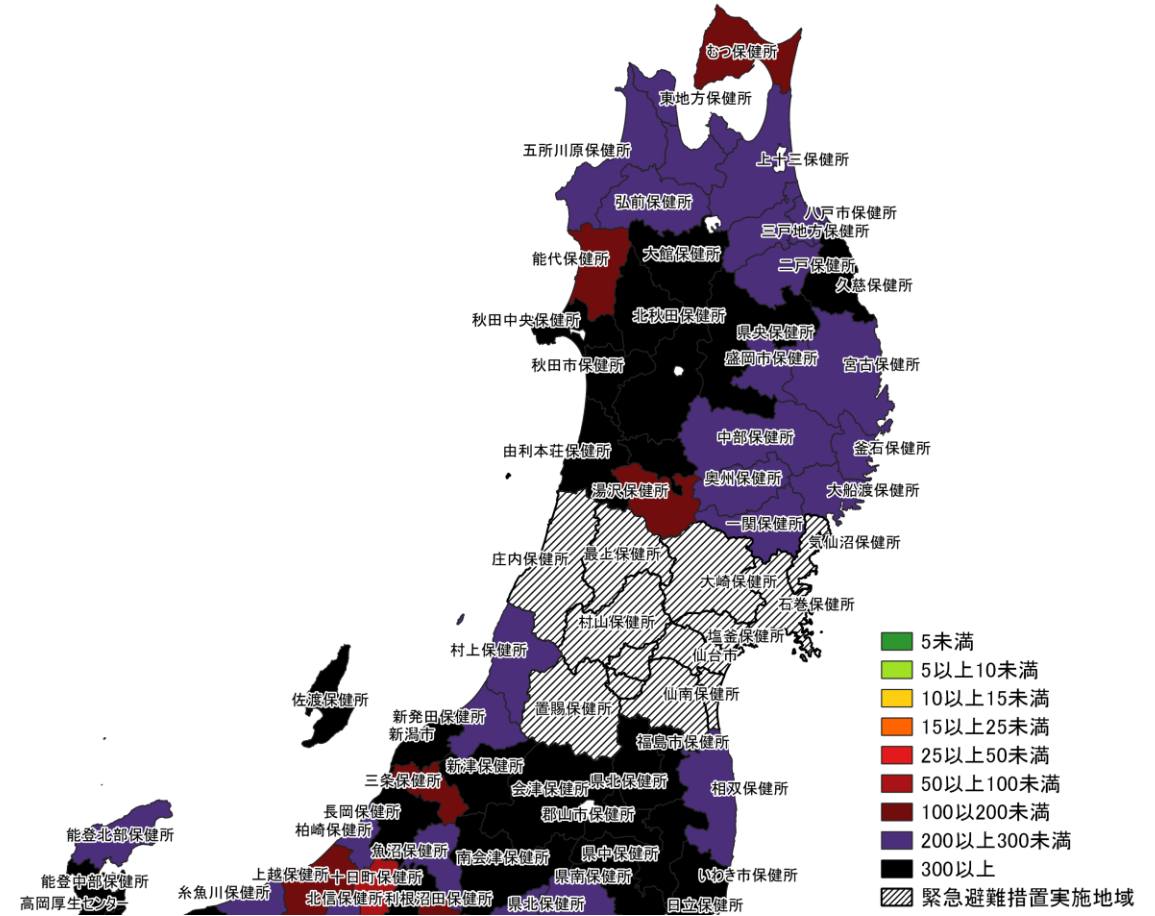 むつ保健所
東地方保健所
五所川原保健所
上十三保健所
弘前保健所
八戸市保健所
三戸地方保健所
能代保健所
大館保健所
二戸保健所
久慈保健所
秋田中央保健所
北秋田保健所
県央保健所
秋田市保健所
盛岡市保健所
宮古保健所
中部保健所
由利本荘保健所
釜石保健所
湯沢保健所
奥州保健所
大船渡保健所
一関保健所
気仙沼保健所
庄内保健所
最上保健所
大崎保健所
石巻保健所
村山保健所
塩釜保健所
村上保健所
仙台市
佐渡保健所
置賜保健所
仙南保健所
新発田保健所
新潟市
福島市保健所
新津保健所
三条保健所
会津保健所
県北保健所
相双保健所
長岡保健所
郡山市保健所
柏崎保健所
能登北部保健所
魚沼保健所
南会津保健所
県中保健所
上越保健所
十日町保健所
県南保健所
いわき市保健所
能登中部保健所
糸魚川保健所
北信保健所
利根沼田保健所
高岡厚生センター
県北保健所
日立保健所
5未満
5以上10未満
10以上15未満
15以上25未満
25以上50未満
50以上100未満
100以200未満
200以上300未満
300以上
緊急避難措置実施地域